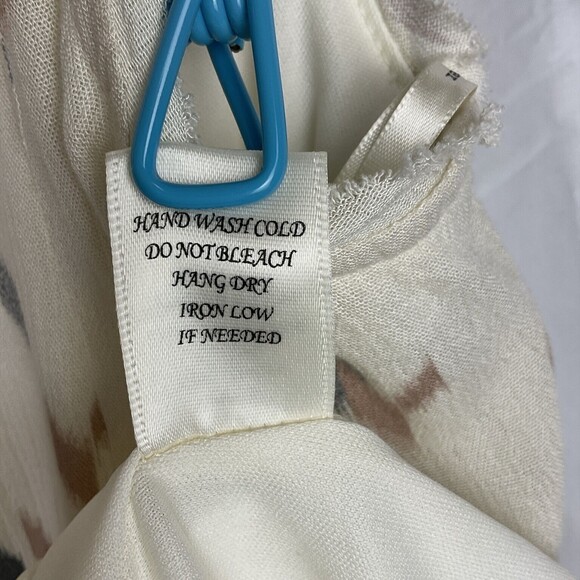 HAND WASH COLD
DO NOT BLEACH
HANG DRY
IRON LOW
IF NEEDED